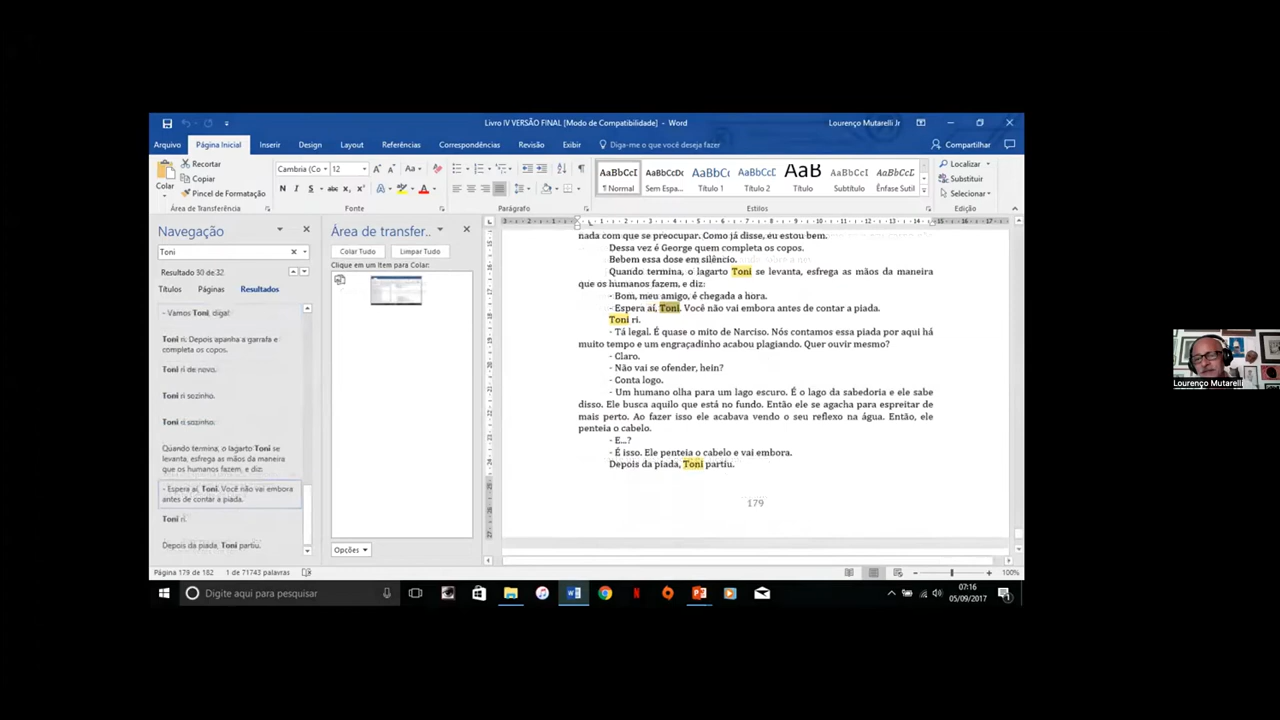 Livro IV VERSÃO FINAL [Modo de Compatibilidade] - Word
Lourenço Mutarelli Jr
Arquivo Página Inicial Inserir Design Layout Referências Correspondências Revisão Exibir Diga-me o que você deseja fazer Compartilhar
Colar
Recortar
Copiar
Pincel de Formatação
Cambria (Co 12
AaBbCcI AaBbCcDc AaBbCc AaBbCcI AaB AaBbCcI AaBbCcI
¶ Normal Sem Espa... Título 1 Título 2 Título Subtítulo Ênfase Sutil
Localizar
Substituir
Selecionar
Área de Transferência Fonte Parágrafo Estilos Edição
Navegação
Toni
Resultado 30 de 32
Títulos Páginas Resultados
- Vamos Toni, diga!
Toni ri. Depois apanha a garrafa e
completa os copos.
Toni ri de novo.
Toni ri sozinho.
Toni ri sozinho.
Quando termina, o lagarto Toni se
levanta, esfrega as mãos da maneira
que os humanos fazem, e diz:
- Espera aí, Toni. Você não vai embora
antes de contar a piada.
Toni ri.
Depois da piada, Toni partiu.
Área de transfer...
Colar Tudo Limpar Tudo
Clique em um Item para Colar:
Opções
nada com que se preocupar. Como já disse, eu estou bem.
Dessa vez é George quem completa os copos.
Bebem essa dose em silêncio.
Quando termina, o lagarto Toni se levanta, esfrega as mãos da maneira
que os humanos fazem, e diz:
- Bom, meu amigo, é chegada a hora.
- Espera aí, Toni. Você não vai embora antes de contar a piada.
Toni ri.
- Tá legal. É quase o mito de Narciso. Nós contamos essa piada por aqui há
muito tempo e um engraçadinho acabou plagiando. Quer ouvir mesmo?
- Claro.
- Não vai se ofender, hein?
- Conta logo.
- Um humano olha para um lago escuro. É o lago da sabedoria e ele sabe
disso. Ele busca aquilo que está no fundo. Então ele se agacha para espreitar de
mais perto. Ao fazer isso ele acabava vendo o seu reflexo na água. Então, ele
penteia o cabelo.
- E...?
- É isso. Ele penteia o cabelo e vai embora.
Depois da piada, Toni partiu.
179
Página 179 de 182 1 de 71743 palavras
100%
Digite aqui para pesquisar
07:16
05/09/2017
Lourenço Mutarelli